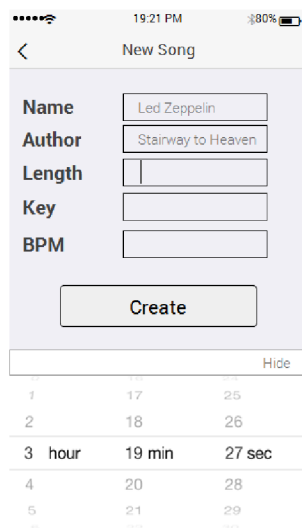 19:21 PM 80%
New Song
Name Led Zeppelin
Author Stairway to Heaven
Length
Key
BPM
Create
Hide
1 17 25
2 18 26
3 hour 19 min 27 sec
4 20 28
5 21 29